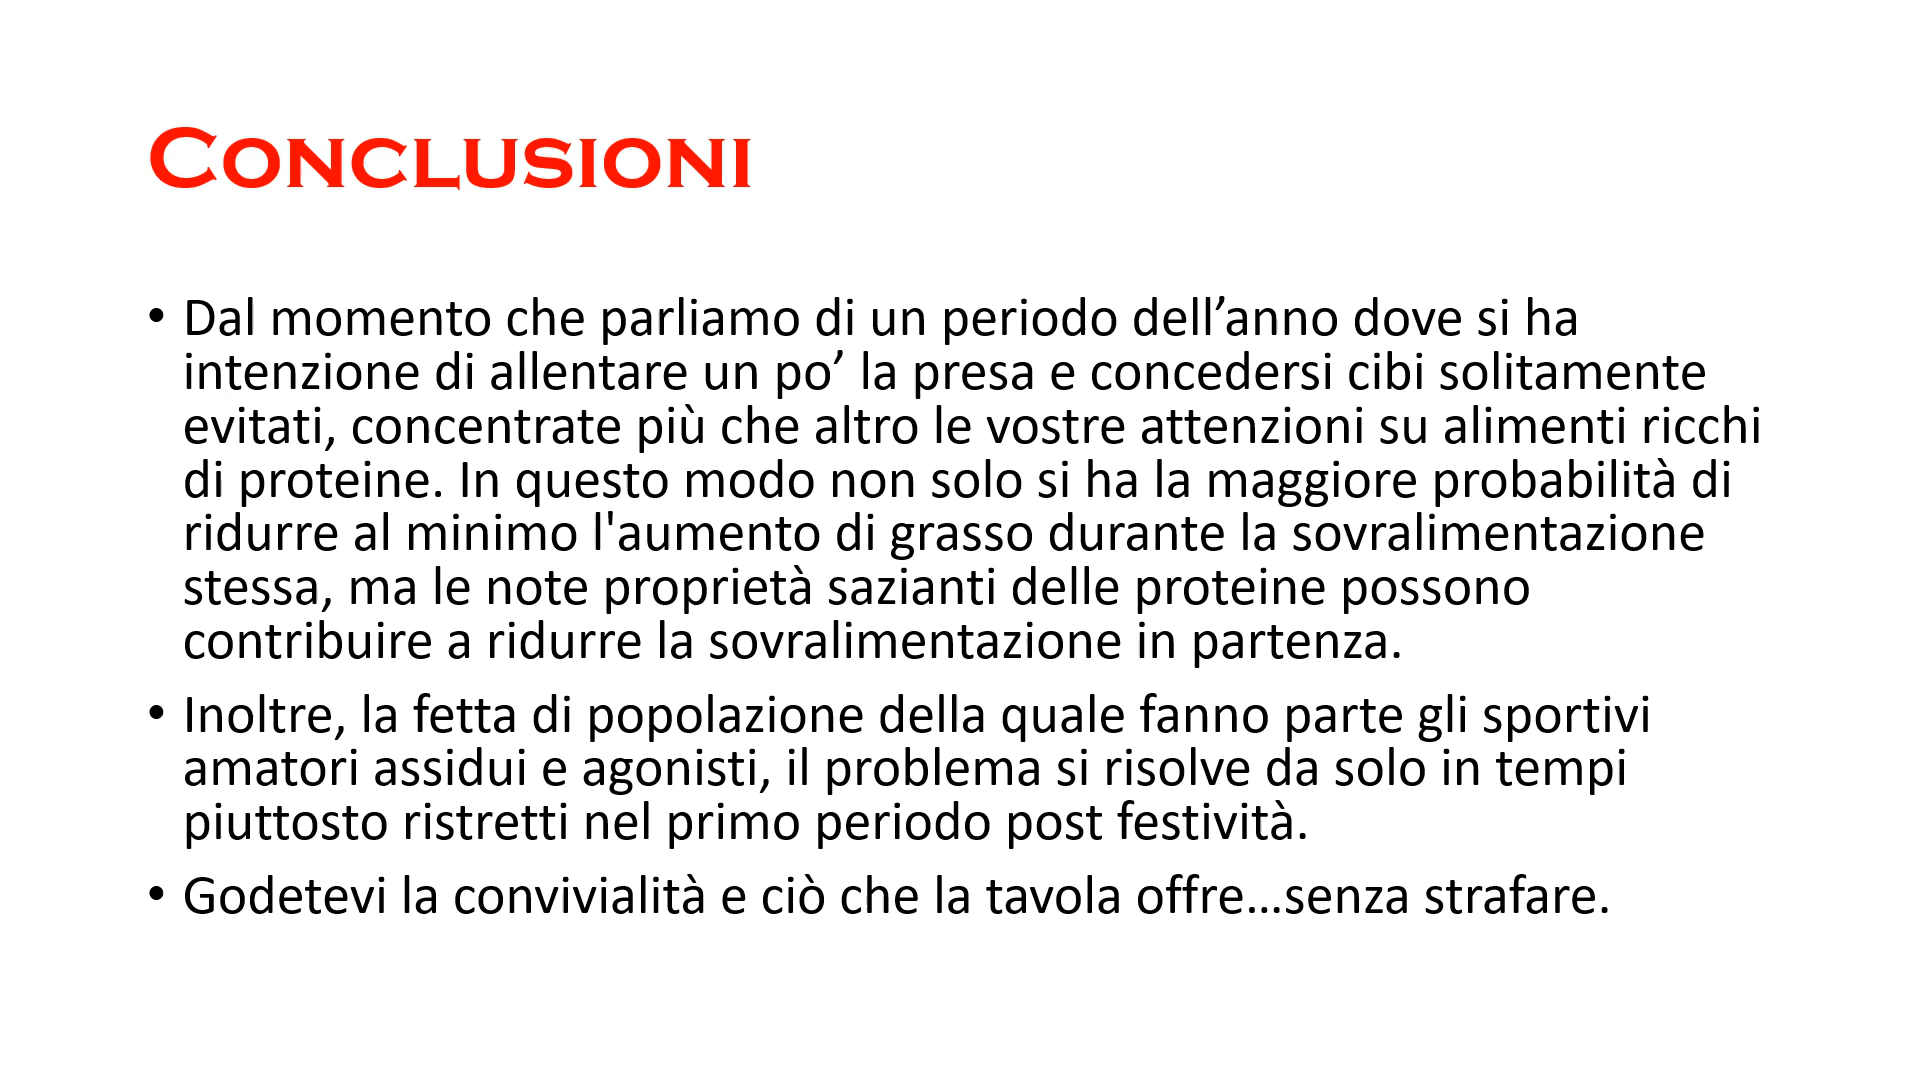 Conclusioni
• Dal momento che parliamo di un periodo dell’anno dove si ha
intenzione di allentare un po’ la presa e concedersi cibi solitamente
evitati, concentrate più che altro le vostre attenzioni su alimenti ricchi
di proteine. In questo modo non solo si ha la maggiore probabilità di
ridurre al minimo l'aumento di grasso durante la sovralimentazione
stessa, ma le note proprietà sazianti delle proteine possono
contribuire a ridurre la sovralimentazione in partenza.
• Inoltre, la fetta di popolazione della quale fanno parte gli sportivi
amatori assidui e agonisti, il problema si risolve da solo in tempi
piuttosto ristretti nel primo periodo post festività.
• Godetevi la convivialità e ciò che la tavola offre…senza strafare.